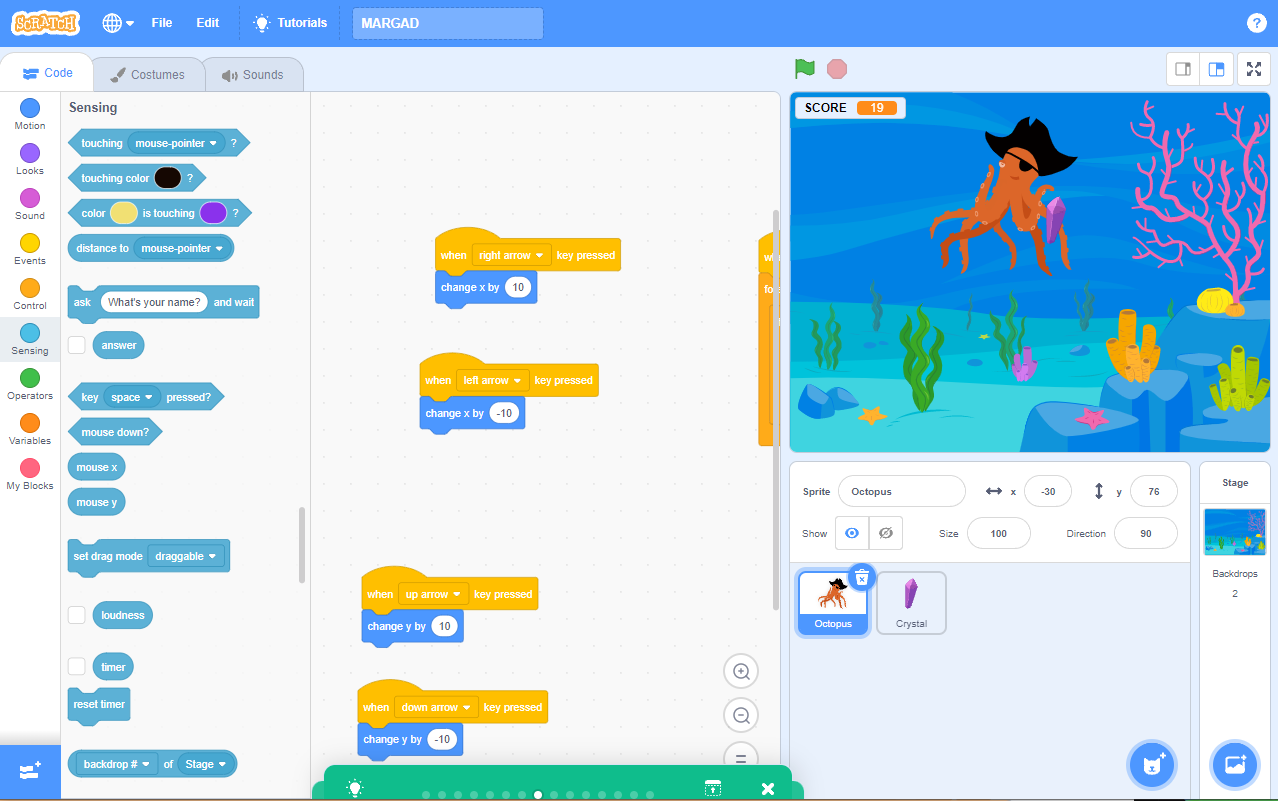 SCRATCH
File
Edit
Tutorials
MARGAD
?
Code
Costumes
Sounds
Motion
Looks
Sound
Events
Control
Sensing
Operators
Variables
My Blocks
Sensing
touching mouse-pointer ?
touching color ?
color is touching ?
distance to mouse-pointer
ask What's your name? and wait
answer
key space pressed?
mouse down?
mouse x
mouse y
set drag mode draggable
loudness
timer
reset timer
backdrop # of Stage
when right arrow key pressed
change x by 10
when left arrow key pressed
change x by -10
when up arrow key pressed
change y by 10
when down arrow key pressed
change y by -10
SCORE 19
Sprite Octopus x -30 y 76
Show Size 100 Direction 90
Octopus
Crystal
Stage
Backdrops
2